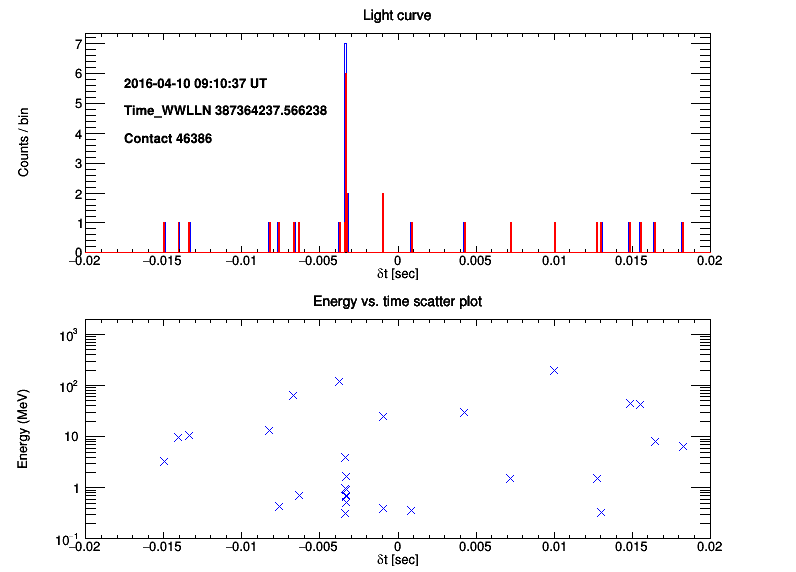 Light curve
Counts / bin
7
6
5
4
3
2
1
0
2016-04-10 09:10:37 UT
Time_WWLLN 387364237.566238
Contact 46386
−0.02 −0.015 −0.01 −0.005 0 0.005 0.01 0.015 0.02
δt [sec]
Energy vs. time scatter plot
Energy (MeV)
10³
10²
10
1
10⁻¹
−0.02 −0.015 −0.01 −0.005 0 0.005 0.01 0.015 0.02
δt [sec]